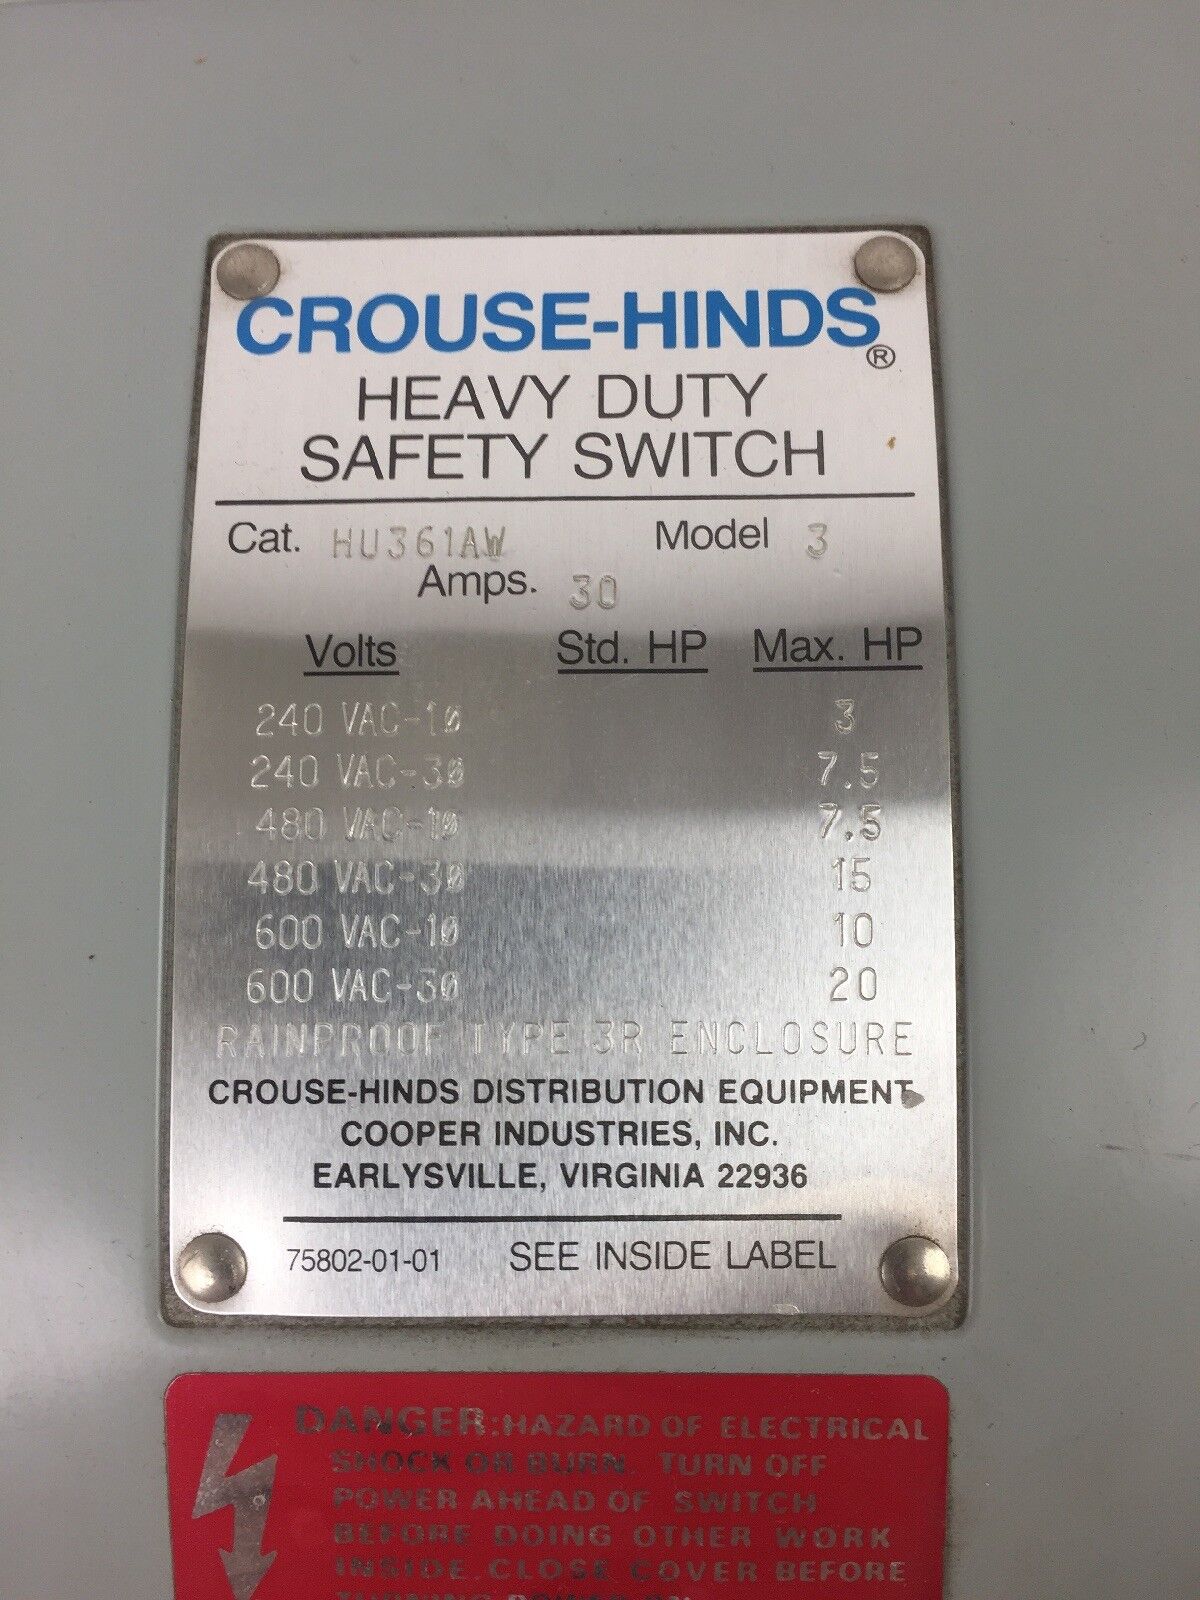 CROUSE-HINDS®
HEAVY DUTY
SAFETY SWITCH
Cat. HU361AW Model 3
Amps. 30
Volts Std. HP Max. HP
240 VAC-1Ø 3
240 VAC-3Ø 7.5
480 VAC-1Ø 7.5
480 VAC-3Ø 15
600 VAC-1Ø 10
600 VAC-3Ø 20
RAINPROOF TYPE 3R ENCLOSURE
CROUSE-HINDS DISTRIBUTION EQUIPMENT
COOPER INDUSTRIES, INC.
EARLYSVILLE, VIRGINIA 22936
75802-01-01 SEE INSIDE LABEL
DANGER: HAZARD OF ELECTRICAL
SHOCK OR BURN. TURN OFF
POWER AHEAD OF SWITCH
BEFORE DOING OTHER WORK
INSIDE. CLOSE COVER BEFORE
TURNING POWER